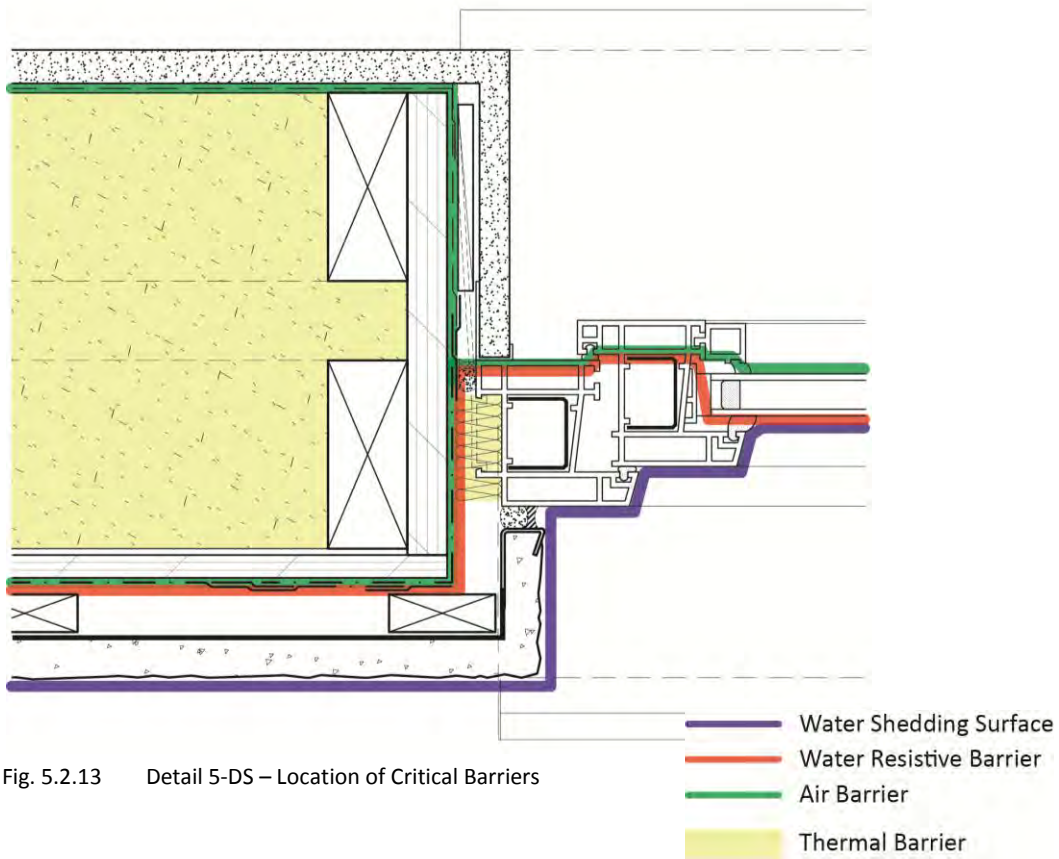 Water Shedding Surface
Water Resistive Barrier
Fig. 5.2.13 Detail 5-DS – Location of Critical Barriers
Air Barrier
Thermal Barrier